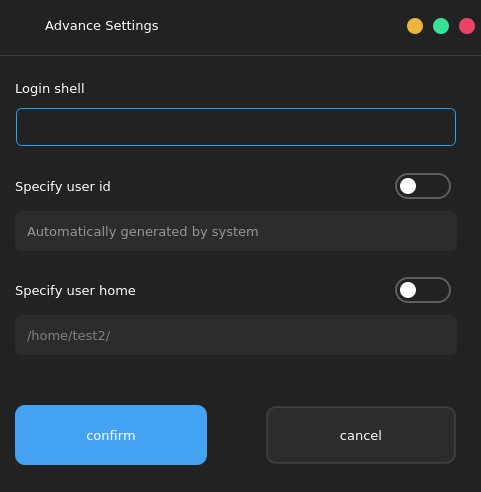 Advance Settings
Login shell
Specify user id
Automatically generated by system
Specify user home
/home/test2/
confirm
cancel